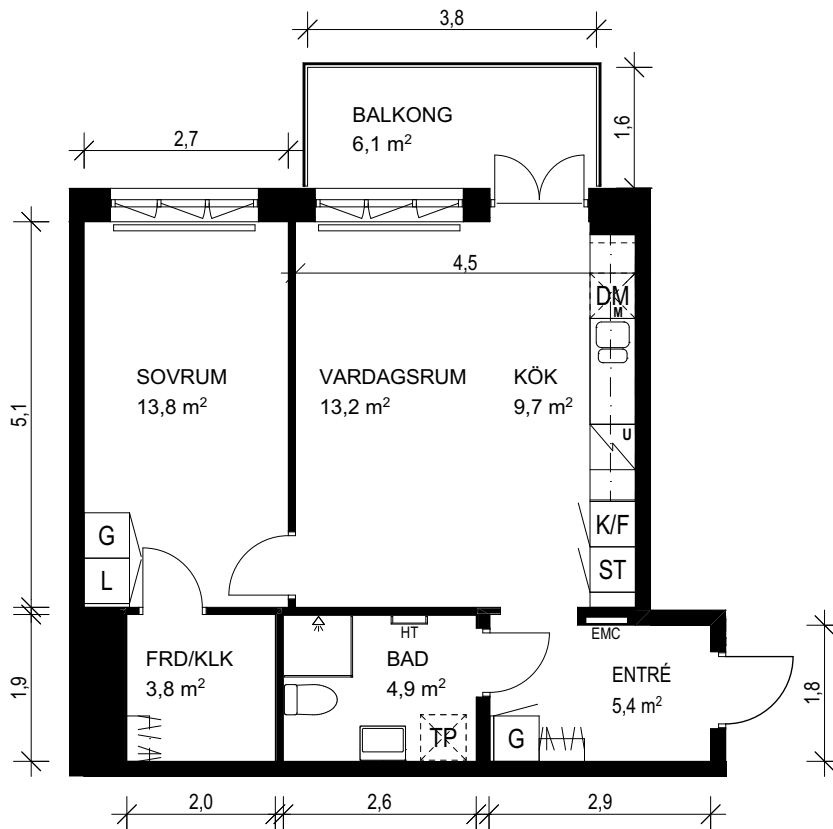 3,8
BALKONG
6,1 m²
1,6
2,7
4,5
DM
M
SOVRUM
13,8 m²
VARDAGSRUM
13,2 m²
KÖK
9,7 m²
5,1
U
G
L
K/F
ST
HT
EMC
FRD/KLK
3,8 m²
BAD
4,9 m²
ENTRÉ
5,4 m²
1,9
1,8
TP
G
2,0
2,6
2,9